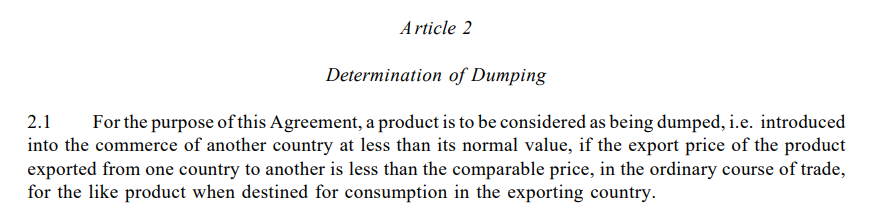 Article 2
Determination of Dumping
2.1 For the purpose of this Agreement, a product is to be considered as being dumped, i.e. introduced
into the commerce of another country at less than its normal value, if the export price of the product
exported from one country to another is less than the comparable price, in the ordinary course of trade,
for the like product when destined for consumption in the exporting country.